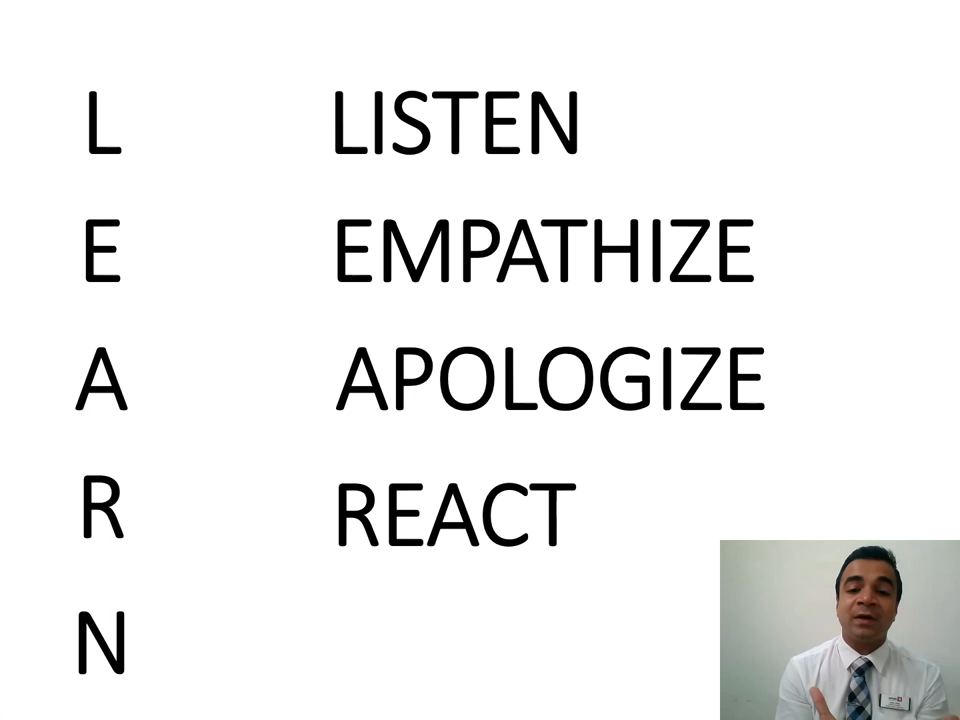 L LISTEN
E EMPATHIZE
A APOLOGIZE
R REACT
N